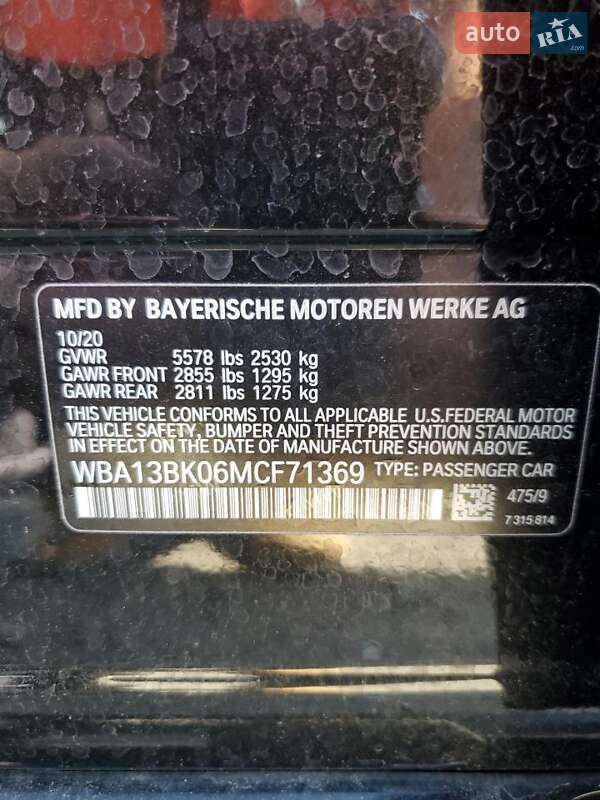 auto RIA .com
MFD BY BAYERISCHE MOTOREN WERKE AG
10/20
GVWR 5578 lbs 2530 kg
GAWR FRONT 2855 lbs 1295 kg
GAWR REAR 2811 lbs 1275 kg
THIS VEHICLE CONFORMS TO ALL APPLICABLE U.S.FEDERAL MOTOR
VEHICLE SAFETY, BUMPER AND THEFT PREVENTION STANDARDS
IN EFFECT ON THE DATE OF MANUFACTURE SHOWN ABOVE.
WBA13BK06MCF71369 TYPE: PASSENGER CAR
475/9
7 315 814